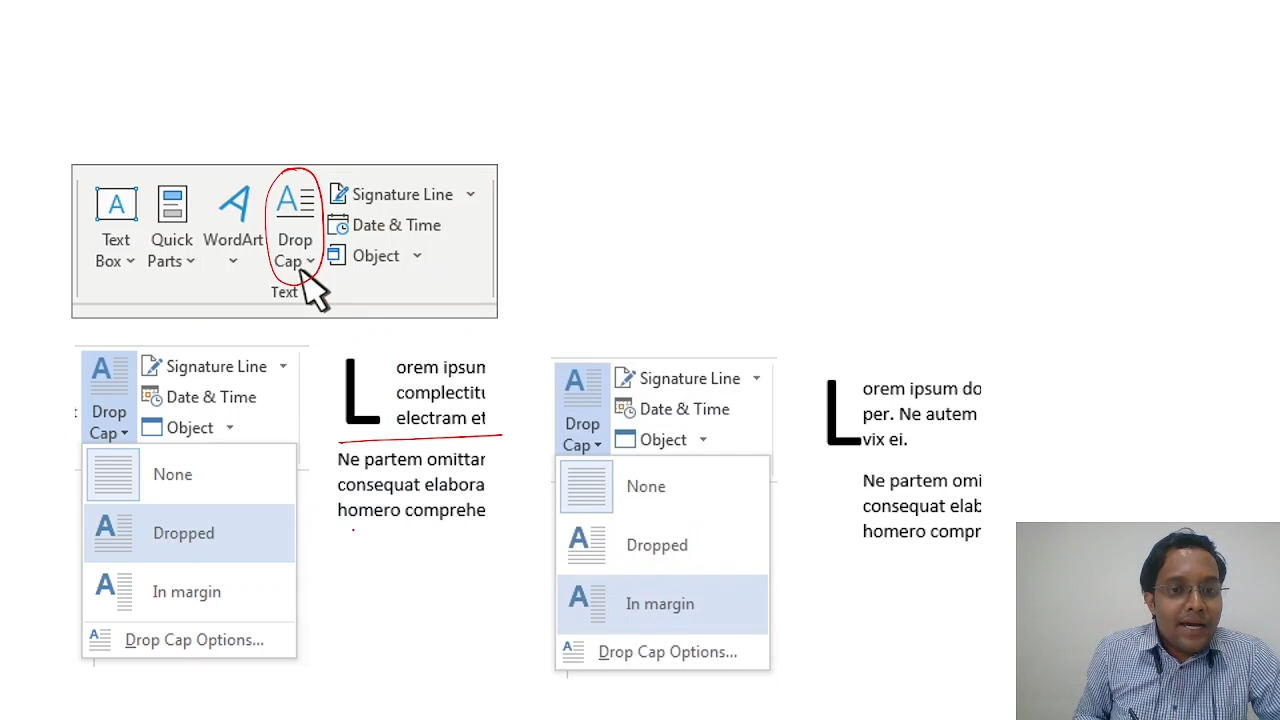 Text Box
Quick Parts
WordArt
Drop Cap
Signature Line
Date & Time
Object
Text
Drop Cap
Signature Line
Date & Time
Object
None
Dropped
In margin
Drop Cap Options...
L
orem ipsum
complectitu
electram et
Ne partem omittar
consequat elabora
homero comprehe
Drop Cap
Signature Line
Date & Time
Object
None
Dropped
In margin
Drop Cap Options...
L
orem ipsum do
per. Ne autem
vix ei.
Ne partem omi
consequat elab
homero compr